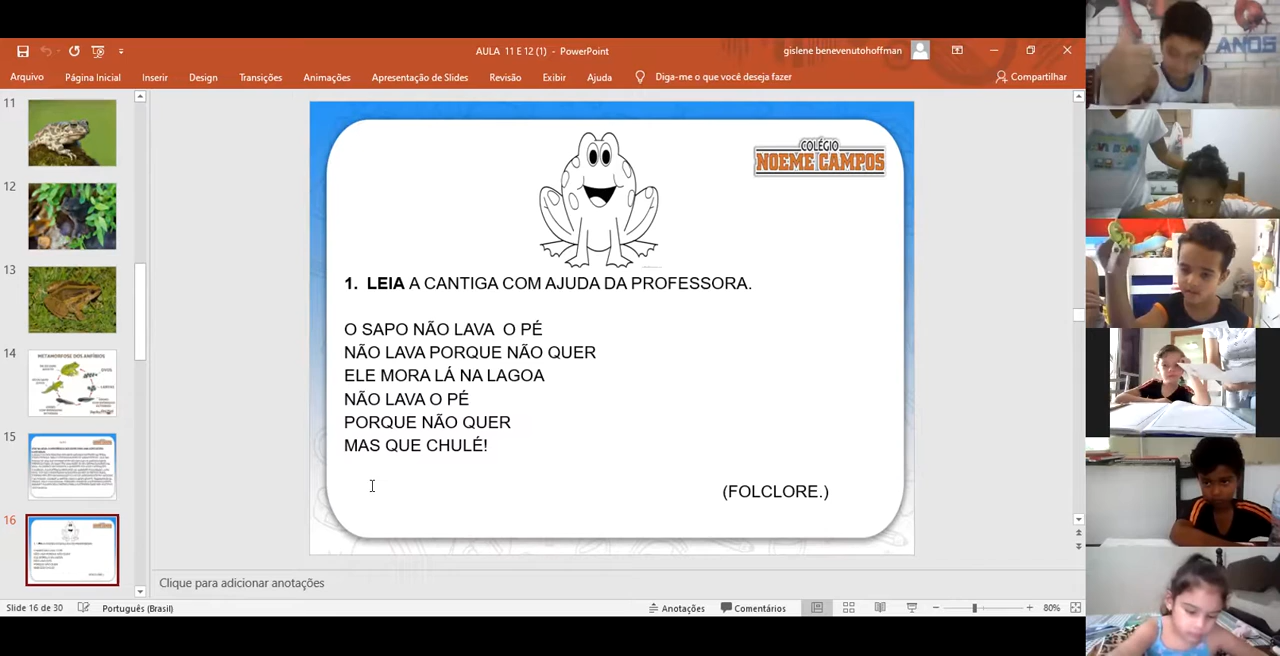 AULA 11 E 12 (1) - PowerPoint
gislene benevenutohoffman
Arquivo Página Inicial Inserir Design Transições Animações Apresentação de Slides Revisão Exibir Ajuda Diga-me o que você deseja fazer Compartilhar
11
12
13
14
METAMORFOSE DOS ANFÍBIOS
15
16
COLÉGIO
NOEME CAMPOS
1. LEIA A CANTIGA COM AJUDA DA PROFESSORA.
O SAPO NÃO LAVA O PÉ
NÃO LAVA PORQUE NÃO QUER
ELE MORA LÁ NA LAGOA
NÃO LAVA O PÉ
PORQUE NÃO QUER
MAS QUE CHULÉ!
(FOLCLORE.)
Clique para adicionar anotações
Slide 16 de 30 Português (Brasil) Anotações Comentários 80%
ANOS